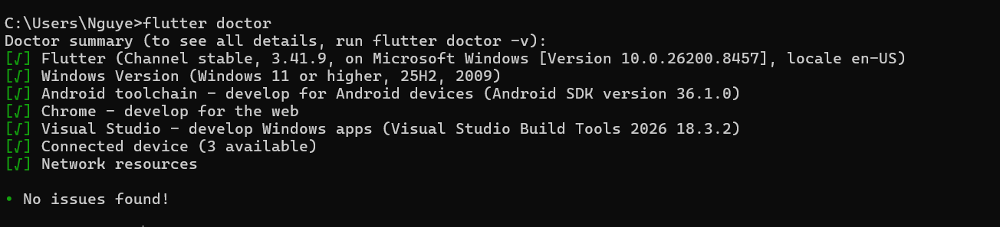 C:\Users\Nguye>flutter doctor
Doctor summary (to see all details, run flutter doctor -v):
[√] Flutter (Channel stable, 3.41.9, on Microsoft Windows [Version 10.0.26200.8457], locale en-US)
[√] Windows Version (Windows 11 or higher, 25H2, 2009)
[√] Android toolchain - develop for Android devices (Android SDK version 36.1.0)
[√] Chrome - develop for the web
[√] Visual Studio - develop Windows apps (Visual Studio Build Tools 2026 18.3.2)
[√] Connected device (3 available)
[√] Network resources
• No issues found!